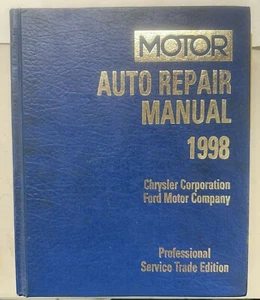 MOTOR
AUTO REPAIR
MANUAL
1998
Chrysler Corporation
Ford Motor Company
Professional
Service Trade Edition